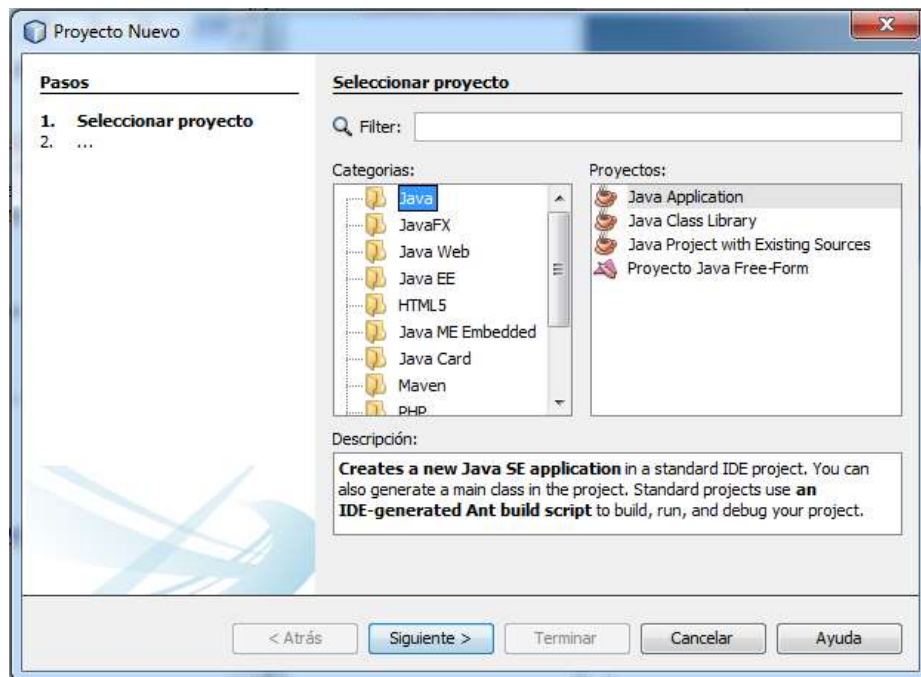 Proyecto Nuevo
Pasos
1. Seleccionar proyecto
2. ...
Seleccionar proyecto
Filter:
Categorias:
Java
JavaFX
Java Web
Java EE
HTML5
Java ME Embedded
Java Card
Maven
PHP
Proyectos:
Java Application
Java Class Library
Java Project with Existing Sources
Proyecto Java Free-Form
Descripción:
Creates a new Java SE application in a standard IDE project. You can
also generate a main class in the project. Standard projects use an
IDE-generated Ant build script to build, run, and debug your project.
< Atrás
Siguiente >
Terminar
Cancelar
Ayuda